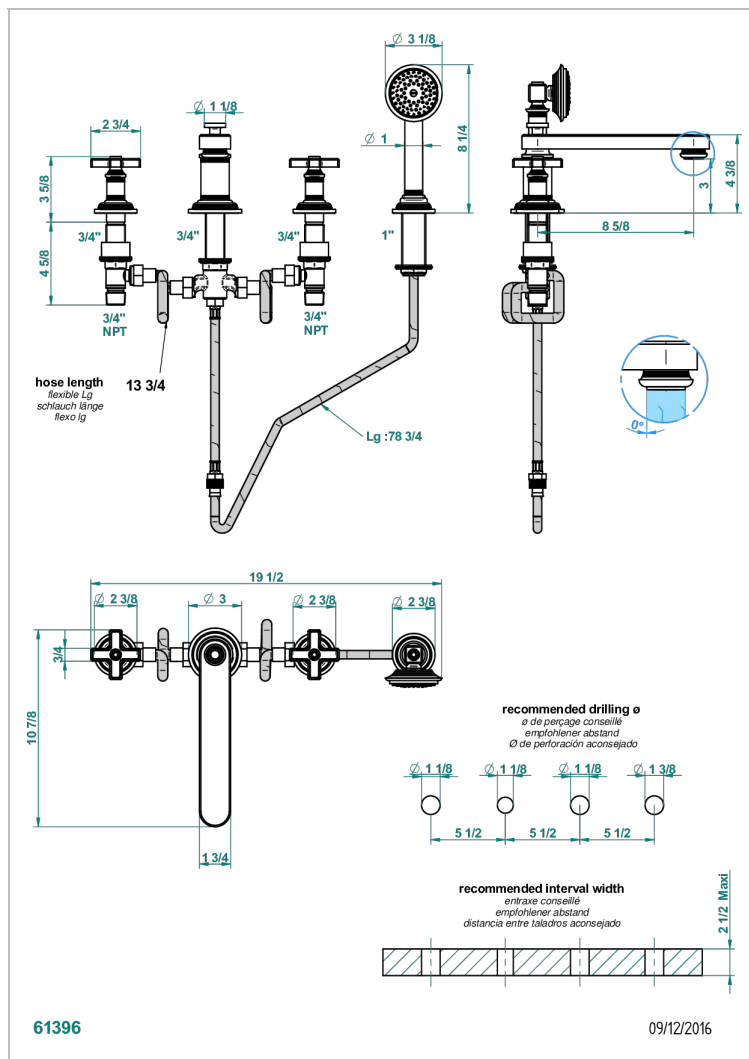 Ø 3 1/8
Ø 1 1/8
2 3/4
Ø 1
8 1/4
3 5/8
4 3/8
3
8 5/8
3/4"
3/4"
3/4"
1"
4 5/8
3/4"
NPT
3/4"
NPT
hose length
flexible Lg
schlauch länge
flexo lg
13 3/4
0°
Lg :78 3/4
19 1/2
Ø 2 3/8
Ø 3
Ø 2 3/8
Ø 2 3/8
3/4
10 7/8
1 3/4
recommended drilling ø
ø de perçage conseillé
empfohlener abstand
Ø de perforación aconsejado
Ø 1 1/8
Ø 1 1/8
Ø 1 1/8
Ø 1 3/8
5 1/2
5 1/2
5 1/2
recommended interval width
entraxe conseillé
empfohlener abstand
distancia entre taladros aconsejado
2 1/2 Maxi
61396
09/12/2016